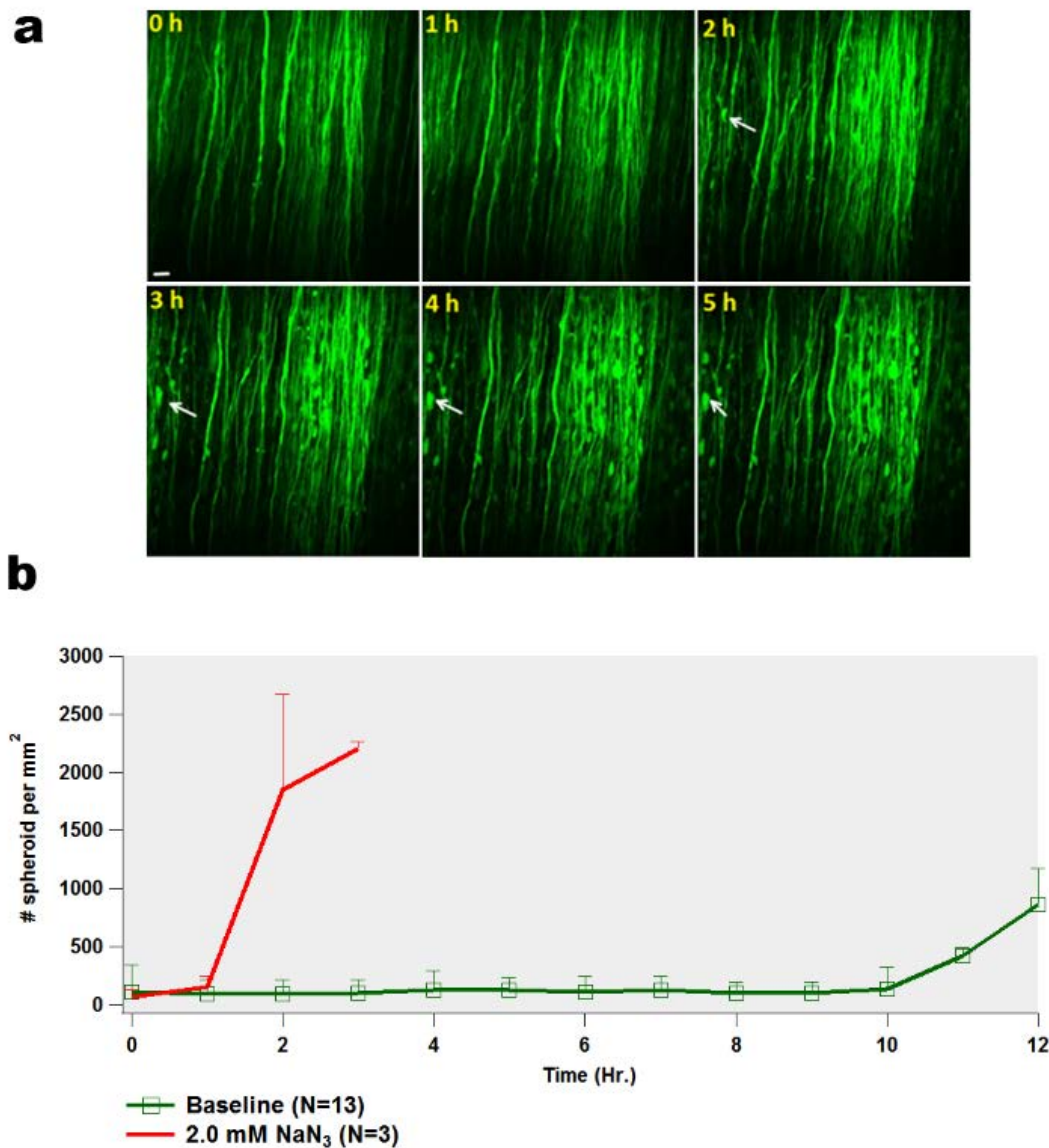 a
0 h
1 h
2 h
3 h
4 h
5 h
b
3000
2500
2000
1500
1000
500
0
# spheroid per mm²
0 2 4 6 8 10 12
Time (Hr.)
Baseline (N=13)
2.0 mM NaN₃ (N=3)